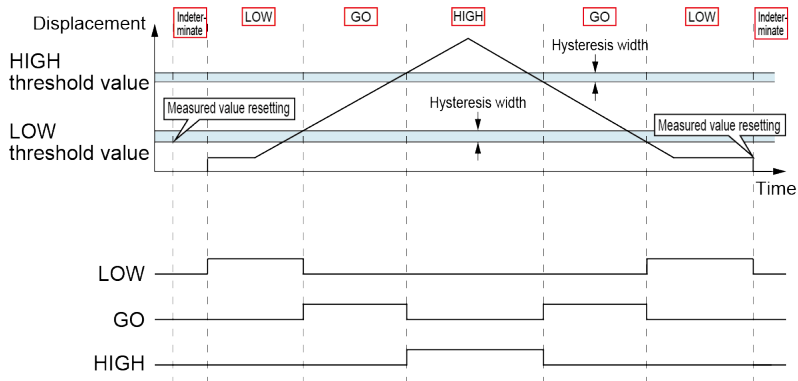 Displacement
Indeter-
minate
LOW
GO
HIGH
GO
LOW
Indeter-
minate
HIGH
threshold value
Hysteresis width
Measured value resetting
Hysteresis width
LOW
threshold value
Measured value resetting
Time
LOW
GO
HIGH